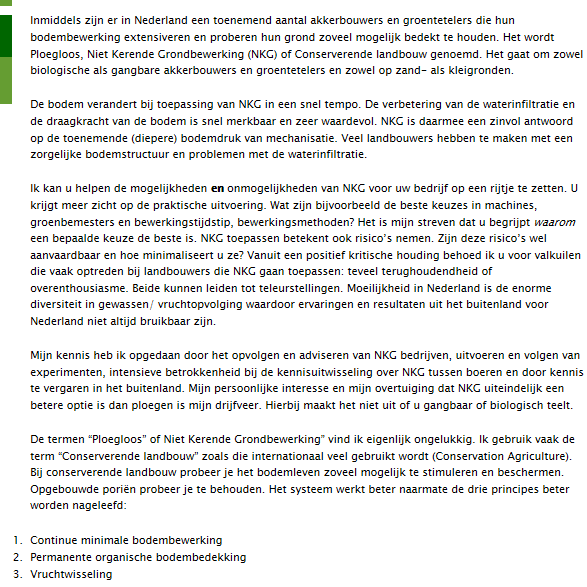 Inmiddels zijn er in Nederland een toenemend aantal akkerbouwers en groentetelers die hun
bodembewerking extensiveren en proberen hun grond zoveel mogelijk bedekt te houden. Het wordt
Ploegloos, Niet Kerende Grondbewerking (NKG) of Conserverende landbouw genoemd. Het gaat om zowel
biologische als gangbare akkerbouwers en groentetelers en zowel op zand- als kleigronden.
De bodem verandert bij toepassing van NKG in een snel tempo. De verbetering van de waterinfiltratie en
de draagkracht van de bodem is snel merkbaar en zeer waardevol. NKG is daarmee een zinvol antwoord
op de toenemende (diepere) bodemdruk van mechanisatie. Veel landbouwers hebben te maken met een
zorgelijke bodemstructuur en problemen met de waterinfiltratie.
Ik kan u helpen de mogelijkheden en onmogelijkheden van NKG voor uw bedrijf op een rijtje te zetten. U
krijgt meer zicht op de praktische uitvoering. Wat zijn bijvoorbeeld de beste keuzes in machines,
groenbemesters en bewerkingstijdstip, bewerkingsmethoden? Het is mijn streven dat u begrijpt waarom
een bepaalde keuze de beste is. NKG toepassen betekent ook risico's nemen. Zijn deze risico's wel
aanvaardbaar en hoe minimaliseert u ze? Vanuit een positief kritische houding behoed ik u voor valkuilen
die vaak optreden bij landbouwers die NKG gaan toepassen: teveel terughoudendheid of
overenthousiasme. Beide kunnen leiden tot teleurstellingen. Moeilijkheid in Nederland is de enorme
diversiteit in gewassen/ vruchtopvolging waardoor ervaringen en resultaten uit het buitenland voor
Nederland niet altijd bruikbaar zijn.
Mijn kennis heb ik opgedaan door het opvolgen en adviseren van NKG bedrijven, uitvoeren en volgen van
experimenten, intensieve betrokkenheid bij de kennisuitwisseling over NKG tussen boeren en door kennis
te vergaren in het buitenland. Mijn persoonlijke interesse en mijn overtuiging dat NKG uiteindelijk een
betere optie is dan ploegen is mijn drijfveer. Hierbij maakt het niet uit of u gangbaar of biologisch teelt.
De termen “Ploegloos” of Niet Kerende Grondbewerking” vind ik eigenlijk ongelukkig. Ik gebruik vaak de
term “Conserverende landbouw” zoals die internationaal veel gebruikt wordt (Conservation Agriculture).
Bij conserverende landbouw probeer je het bodemleven zoveel mogelijk te stimuleren en beschermen.
Opgebouwde poriën probeer je te behouden. Het systeem werkt beter naarmate de drie principes beter
worden nageleefd:
1. Continue minimale bodembewerking
2. Permanente organische bodembedekking
3. Vruchtwisseling